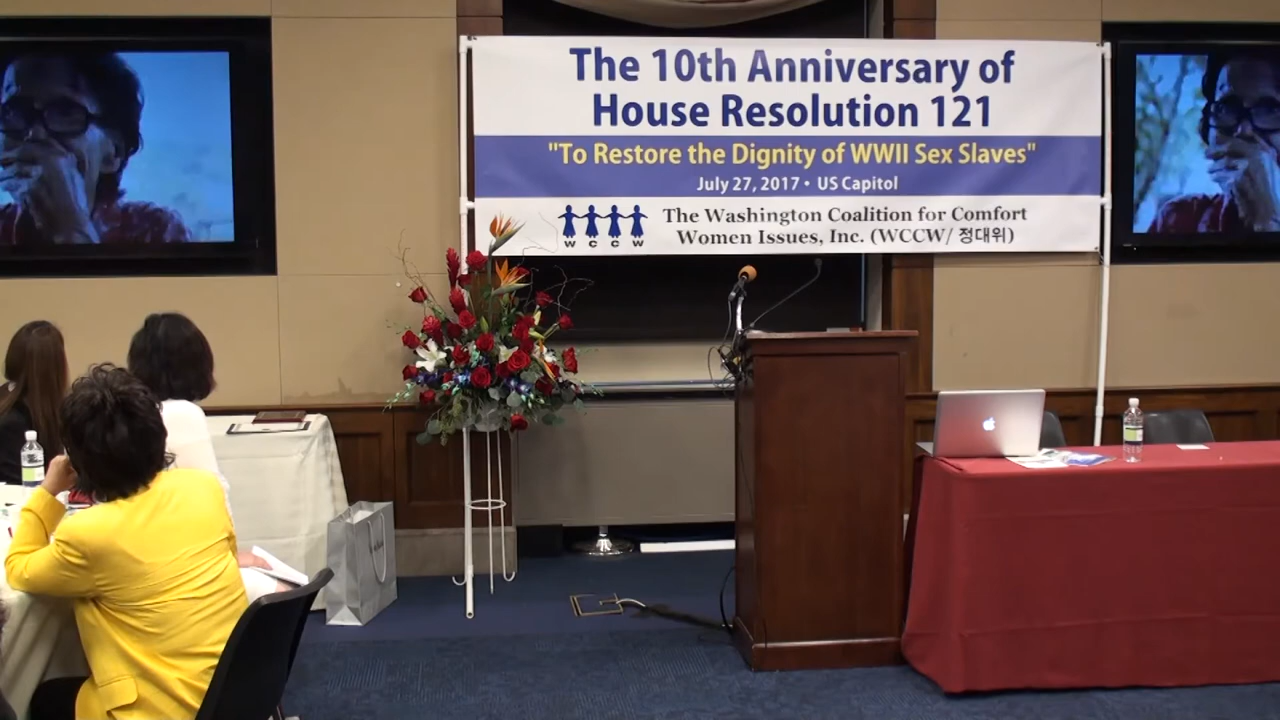 The 10th Anniversary of
House Resolution 121
"To Restore the Dignity of WWII Sex Slaves"
July 27, 2017 • US Capitol
W C C W
The Washington Coalition for Comfort
Women Issues, Inc. (WCCW/ 정대위)